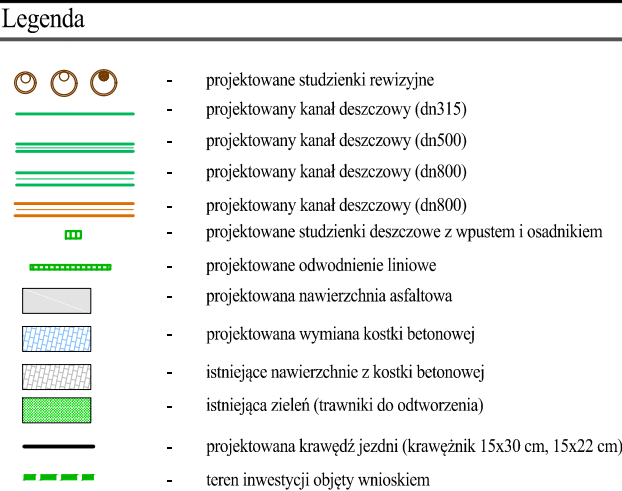 Legenda
- projektowane studzienki rewizyjne
- projektowany kanał deszczowy (dn315)
- projektowany kanał deszczowy (dn500)
- projektowany kanał deszczowy (dn800)
- projektowany kanał deszczowy (dn800)
- projektowane studzienki deszczowe z wpustem i osadnikiem
- projektowane odwodnienie liniowe
- projektowana nawierzchnia asfaltowa
- projektowana wymiana kostki betonowej
- istniejące nawierzchnie z kostki betonowej
- istniejąca zieleń (trawniki do odtworzenia)
- projektowana krawędź jezdni (krawężnik 15x30 cm, 15x22 cm)
- teren inwestycji objęty wnioskiem